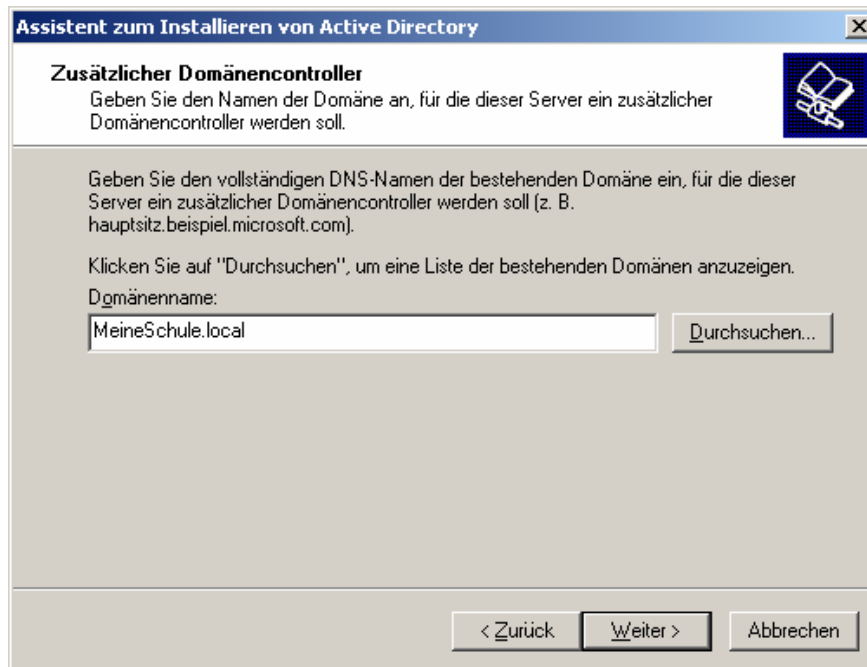 Assistent zum Installieren von Active Directory
Zusätzlicher Domänencontroller
Geben Sie den Namen der Domäne an, für die dieser Server ein zusätzlicher
Domänencontroller werden soll.
Geben Sie den vollständigen DNS-Namen der bestehenden Domäne ein, für die dieser
Server ein zusätzlicher Domänencontroller werden soll (z. B.
hauptsitz.beispiel.microsoft.com).
Klicken Sie auf "Durchsuchen", um eine Liste der bestehenden Domänen anzuzeigen.
Domänenname:
MeineSchule.local
Durchsuchen...
< Zurück
Weiter >
Abbrechen